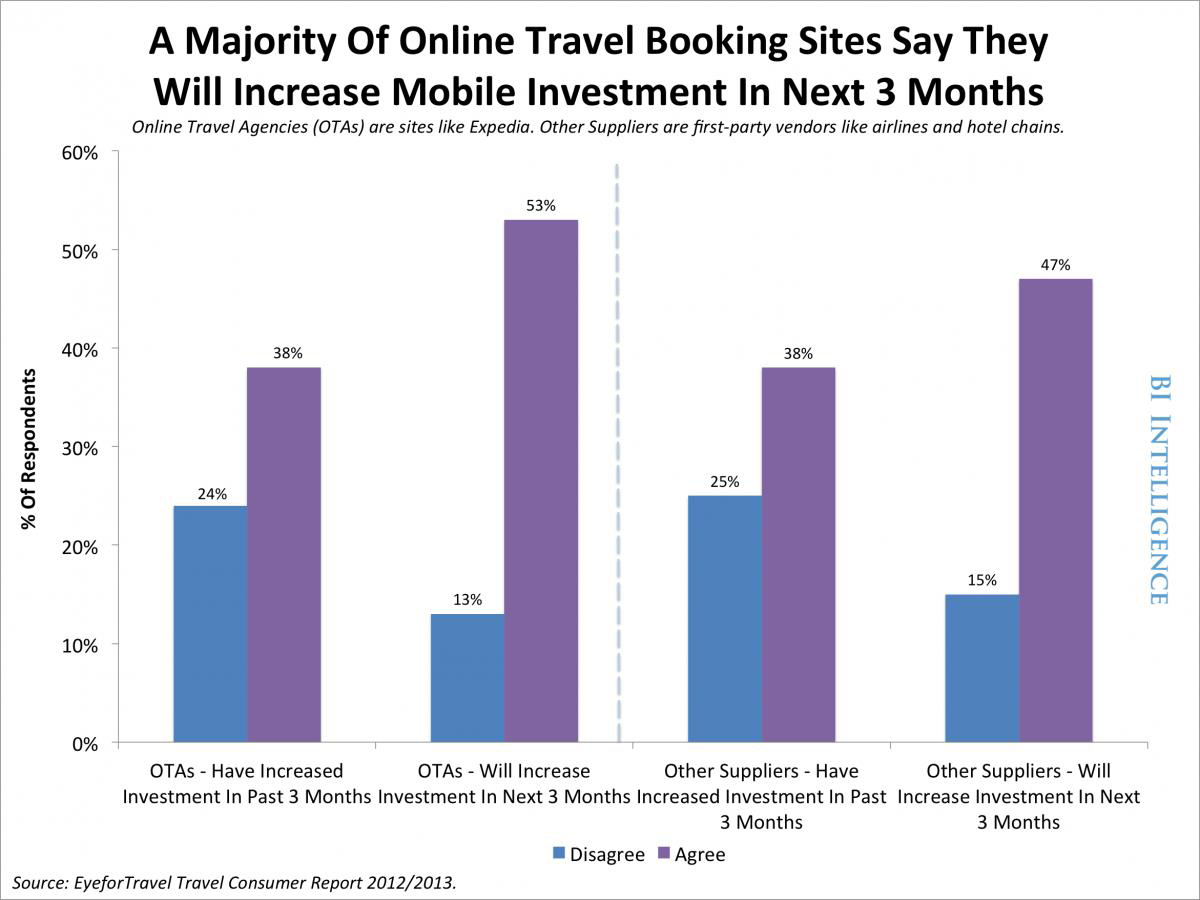 A Majority Of Online Travel Booking Sites Say They
Will Increase Mobile Investment In Next 3 Months
Online Travel Agencies (OTAs) are sites like Expedia. Other Suppliers are first-party vendors like airlines and hotel chains.
60%
50%
40%
30%
20%
10%
0%
% Of Respondents
24%
38%
13%
53%
25%
38%
15%
47%
OTAs - Have Increased
Investment In Past 3 Months
OTAs - Will Increase
Investment In Next 3 Months
Other Suppliers - Have
Increased Investment In Past
3 Months
Other Suppliers - Will
Increase Investment In Next
3 Months
Disagree Agree
BI INTELLIGENCE
Source: EyeforTravel Travel Consumer Report 2012/2013.